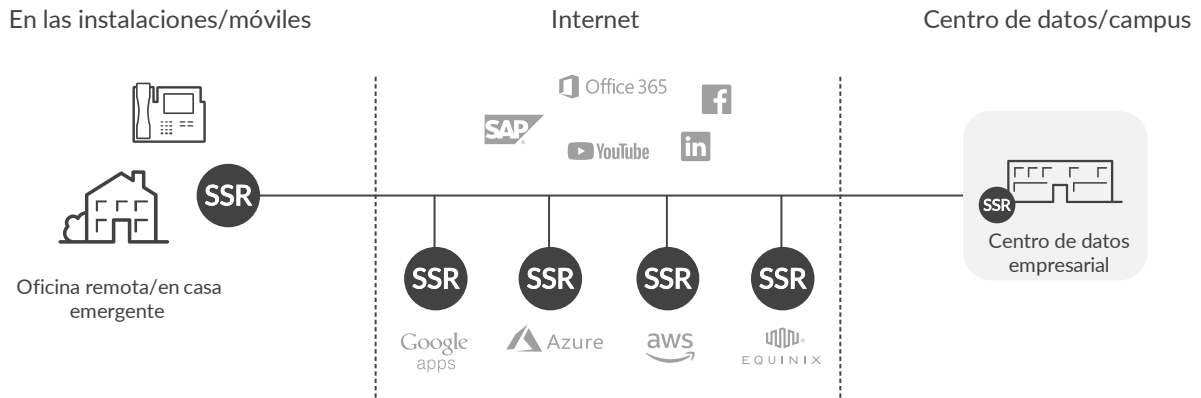 En las instalaciones/móviles
Internet
Centro de datos/campus
Office 365
SAP
YouTube
in
f
SSR
SSR
Centro de datos
empresarial
Oficina remota/en casa
emergente
SSR
SSR
SSR
SSR
Google
apps
Azure
aws
EQUINIX